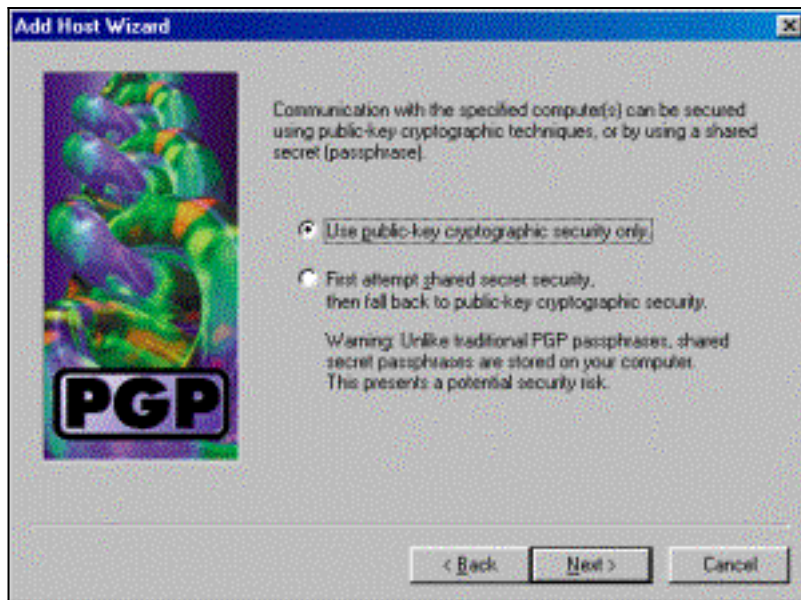 Add Host Wizard
Communication with the specified computer(s) can be secured
using public-key cryptographic techniques, or by using a shared
secret (passphrase).
Use public-key cryptographic security only.
First attempt shared secret security,
then fall back to public-key cryptographic security.
Warning: Unlike traditional PGP passphrases, shared
secret passphrases are stored on your computer.
This presents a potential security risk.
PGP
< Back
Next >
Cancel